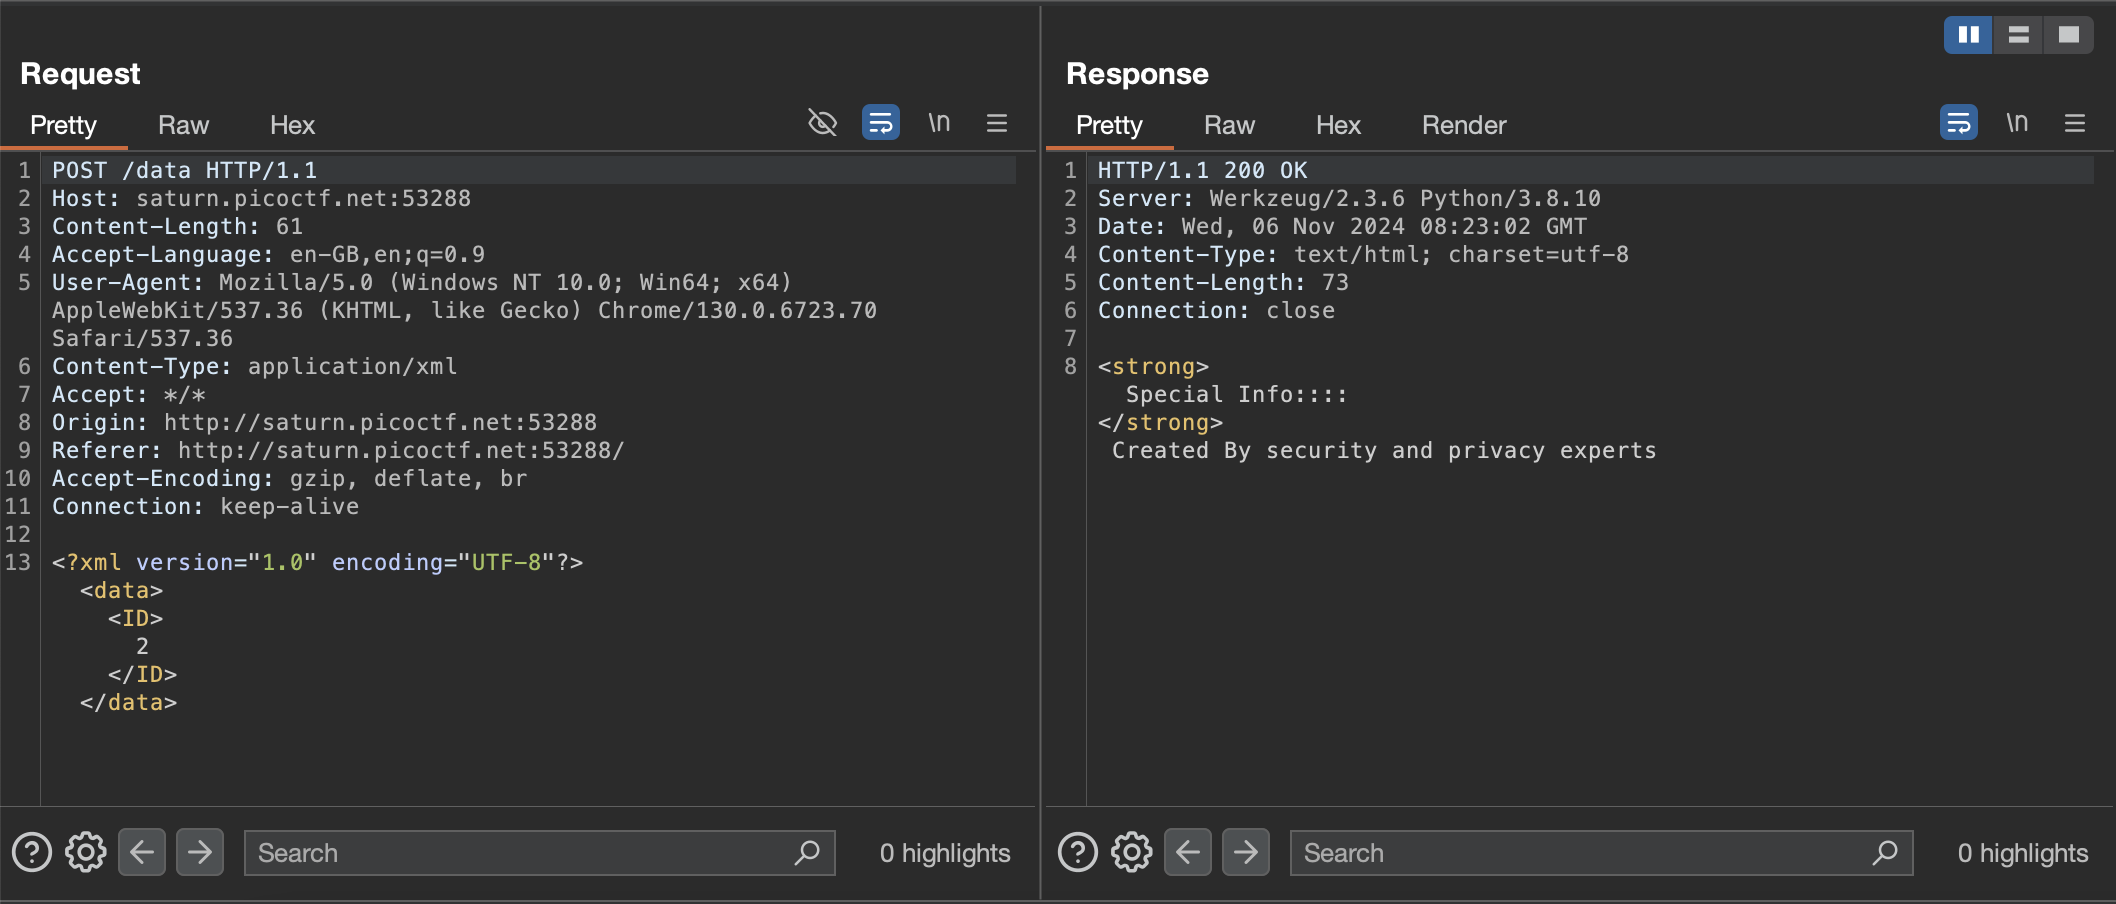 Request
Pretty Raw Hex \n
1 POST /data HTTP/1.1
2 Host: saturn.picoctf.net:53288
3 Content-Length: 61
4 Accept-Language: en-GB,en;q=0.9
5 User-Agent: Mozilla/5.0 (Windows NT 10.0; Win64; x64)
AppleWebKit/537.36 (KHTML, like Gecko) Chrome/130.0.6723.70
Safari/537.36
6 Content-Type: application/xml
7 Accept: */*
8 Origin: http://saturn.picoctf.net:53288
9 Referer: http://saturn.picoctf.net:53288/
10 Accept-Encoding: gzip, deflate, br
11 Connection: keep-alive
12
13 <?xml version="1.0" encoding="UTF-8"?>
<data>
<ID>
2
</ID>
</data>
Search 0 highlights
Response
Pretty Raw Hex Render \n
1 HTTP/1.1 200 OK
2 Server: Werkzeug/2.3.6 Python/3.8.10
3 Date: Wed, 06 Nov 2024 08:23:02 GMT
4 Content-Type: text/html; charset=utf-8
5 Content-Length: 73
6 Connection: close
7
8 <strong>
Special Info::::
</strong>
Created By security and privacy experts
Search 0 highlights